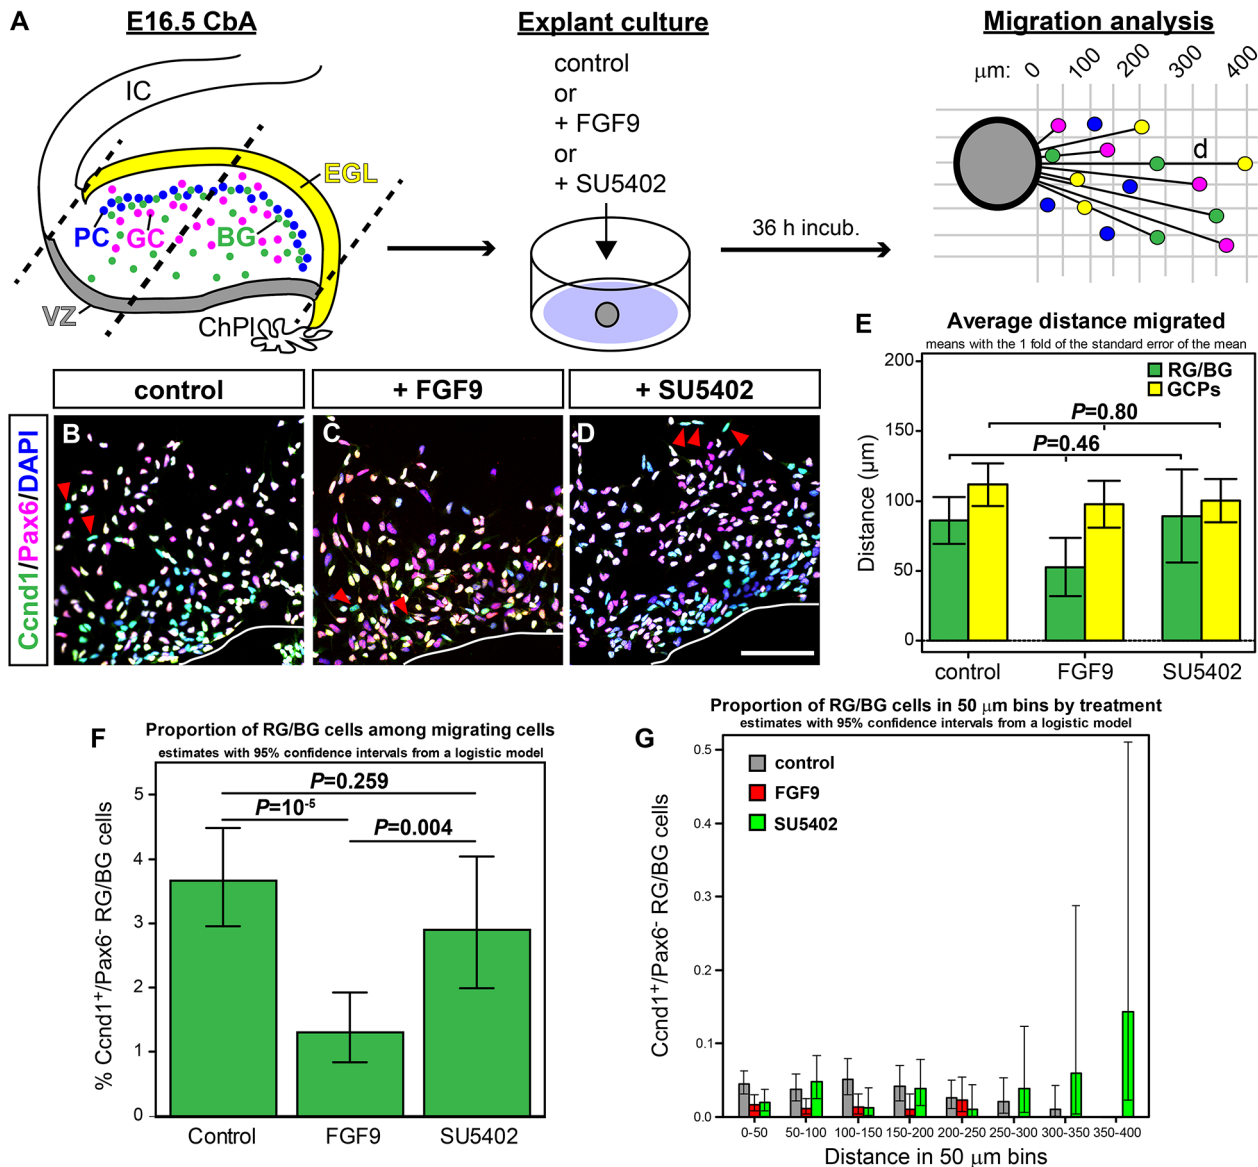 A
E16.5 CbA
Explant culture
Migration analysis
control
or
+ FGF9
or
+ SU5402
μm: 0 100 200 300 400
IC
EGL
PC
GC
BG
VZ
ChPl
36 h incub.
d
control
+ FGF9
+ SU5402
Ccnd1/Pax6/DAPI
B
C
D
E
Average distance migrated
means with the 1 fold of the standard error of the mean
RG/BG
GCPs
P=0.80
P=0.46
Distance (μm)
200
150
100
50
0
control FGF9 SU5402
F
Proportion of RG/BG cells among migrating cells
estimates with 95% confidence intervals from a logistic model
P=0.259
P=10-5
P=0.004
% Ccnd1+/Pax6- RG/BG cells
5
4
3
2
1
0
Control FGF9 SU5402
G
Proportion of RG/BG cells in 50 μm bins by treatment
estimates with 95% confidence intervals from a logistic model
control
FGF9
SU5402
Ccnd1+/Pax6- RG/BG cells
0.5
0.4
0.3
0.2
0.1
0.0
0-50 50-100 100-150 150-200 200-250 250-300 300-350 350-400
Distance in 50 μm bins